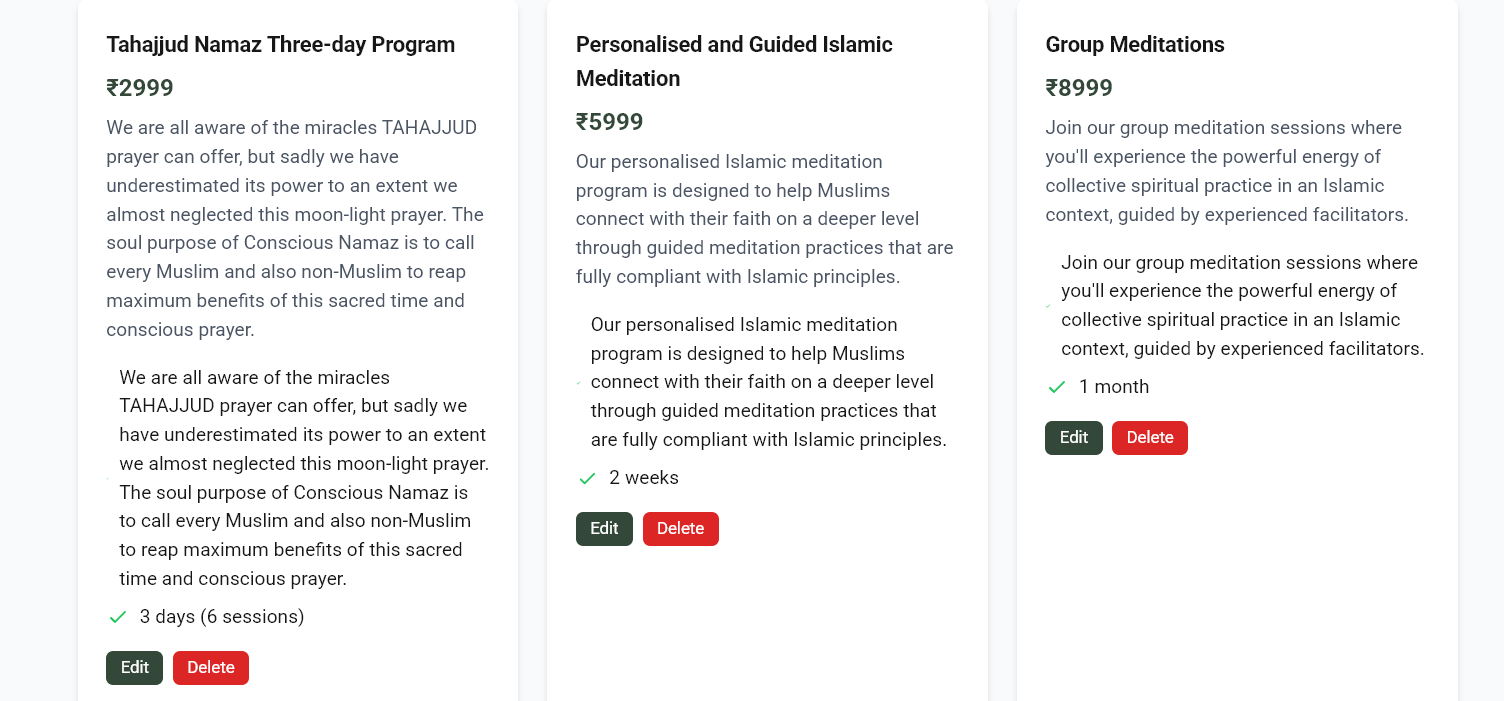 Tahajjud Namaz Three-day Program
₹2999
We are all aware of the miracles TAHAJJUD
prayer can offer, but sadly we have
underestimated its power to an extent we
almost neglected this moon-light prayer. The
soul purpose of Conscious Namaz is to call
every Muslim and also non-Muslim to reap
maximum benefits of this sacred time and
conscious prayer.
We are all aware of the miracles
TAHAJJUD prayer can offer, but sadly we
have underestimated its power to an extent
we almost neglected this moon-light prayer.
The soul purpose of Conscious Namaz is
to call every Muslim and also non-Muslim
to reap maximum benefits of this sacred
time and conscious prayer.
3 days (6 sessions)
Edit Delete
Personalised and Guided Islamic
Meditation
₹5999
Our personalised Islamic meditation
program is designed to help Muslims
connect with their faith on a deeper level
through guided meditation practices that are
fully compliant with Islamic principles.
Our personalised Islamic meditation
program is designed to help Muslims
connect with their faith on a deeper level
through guided meditation practices that
are fully compliant with Islamic principles.
2 weeks
Edit Delete
Group Meditations
₹8999
Join our group meditation sessions where
you'll experience the powerful energy of
collective spiritual practice in an Islamic
context, guided by experienced facilitators.
Join our group meditation sessions where
you'll experience the powerful energy of
collective spiritual practice in an Islamic
context, guided by experienced facilitators.
1 month
Edit Delete